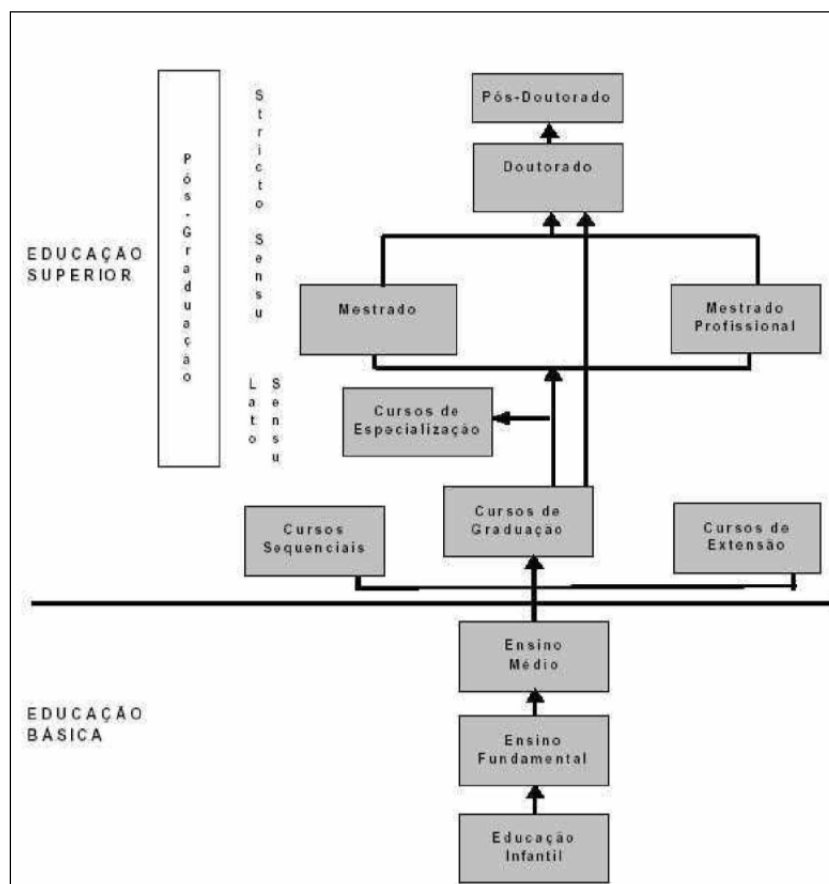 Pós-Doutorado
Doutorado
Stricto Sensu
Pós-Graduação
EDUCAÇÃO
SUPERIOR
Mestrado
Mestrado
Profissional
Lato
Sensu
Cursos de
Especialização
Cursos
Sequenciais
Cursos de
Graduação
Cursos de
Extensão
Ensino
Médio
EDUCAÇÃO
BÁSICA
Ensino
Fundamental
Educação
Infantil